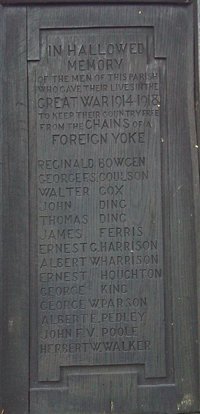 IN HALLOWED
MEMORY
OF THE MEN OF THIS PARISH
WHO GAVE THEIR LIVES IN THE
GREAT WAR 1914-1918
TO KEEP THEIR COUNTRY FREE
FROM THE CHAINS OF A
FOREIGN YOKE
REGINALD BOWGEN
GEORGE S. COULSON
WALTER COX
JOHN DING
THOMAS DING
JAMES FERRIS
ERNEST G. HARRISON
ALBERT W HARRISON
ERNEST HOUGHTON
GEORGE KING
GEORGE W PARSON
ALBERT E. PEDLEY
JOHN F. V. POOLE
HERBERT W. WALKER